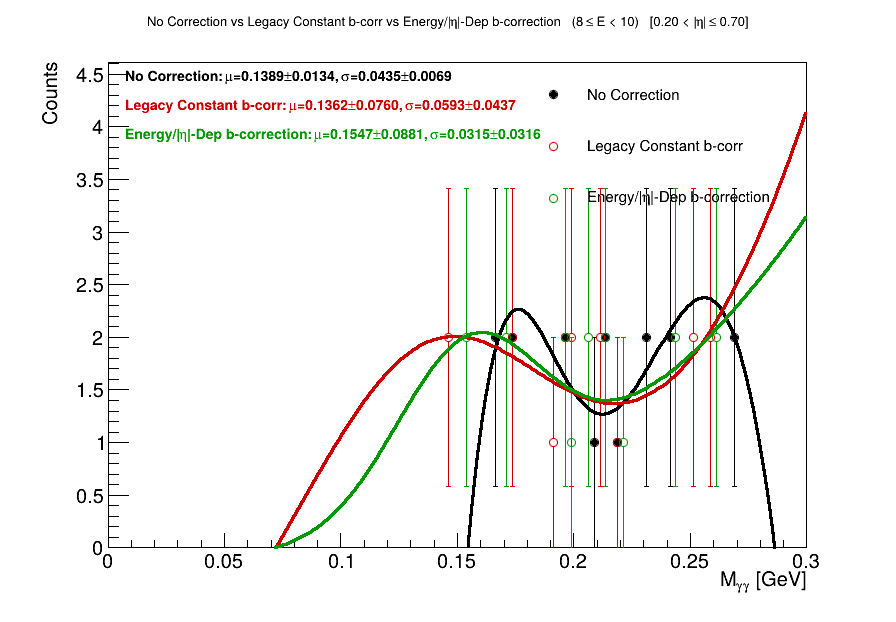 No Correction vs Legacy Constant b-corr vs Energy/|η|-Dep b-correction (8 ≤ E < 10) [0.20 < |η| ≤ 0.70]
Counts
No Correction: μ=0.1389±0.0134, σ=0.0435±0.0069
Legacy Constant b-corr: μ=0.1362±0.0760, σ=0.0593±0.0437
Energy/|η|-Dep b-correction: μ=0.1547±0.0881, σ=0.0315±0.0316
No Correction
Legacy Constant b-corr
Energy/|η|-Dep b-correction
4.5
4
3.5
3
2.5
2
1.5
1
0.5
0
0 0.05 0.1 0.15 0.2 0.25 0.3
Mγγ [GeV]